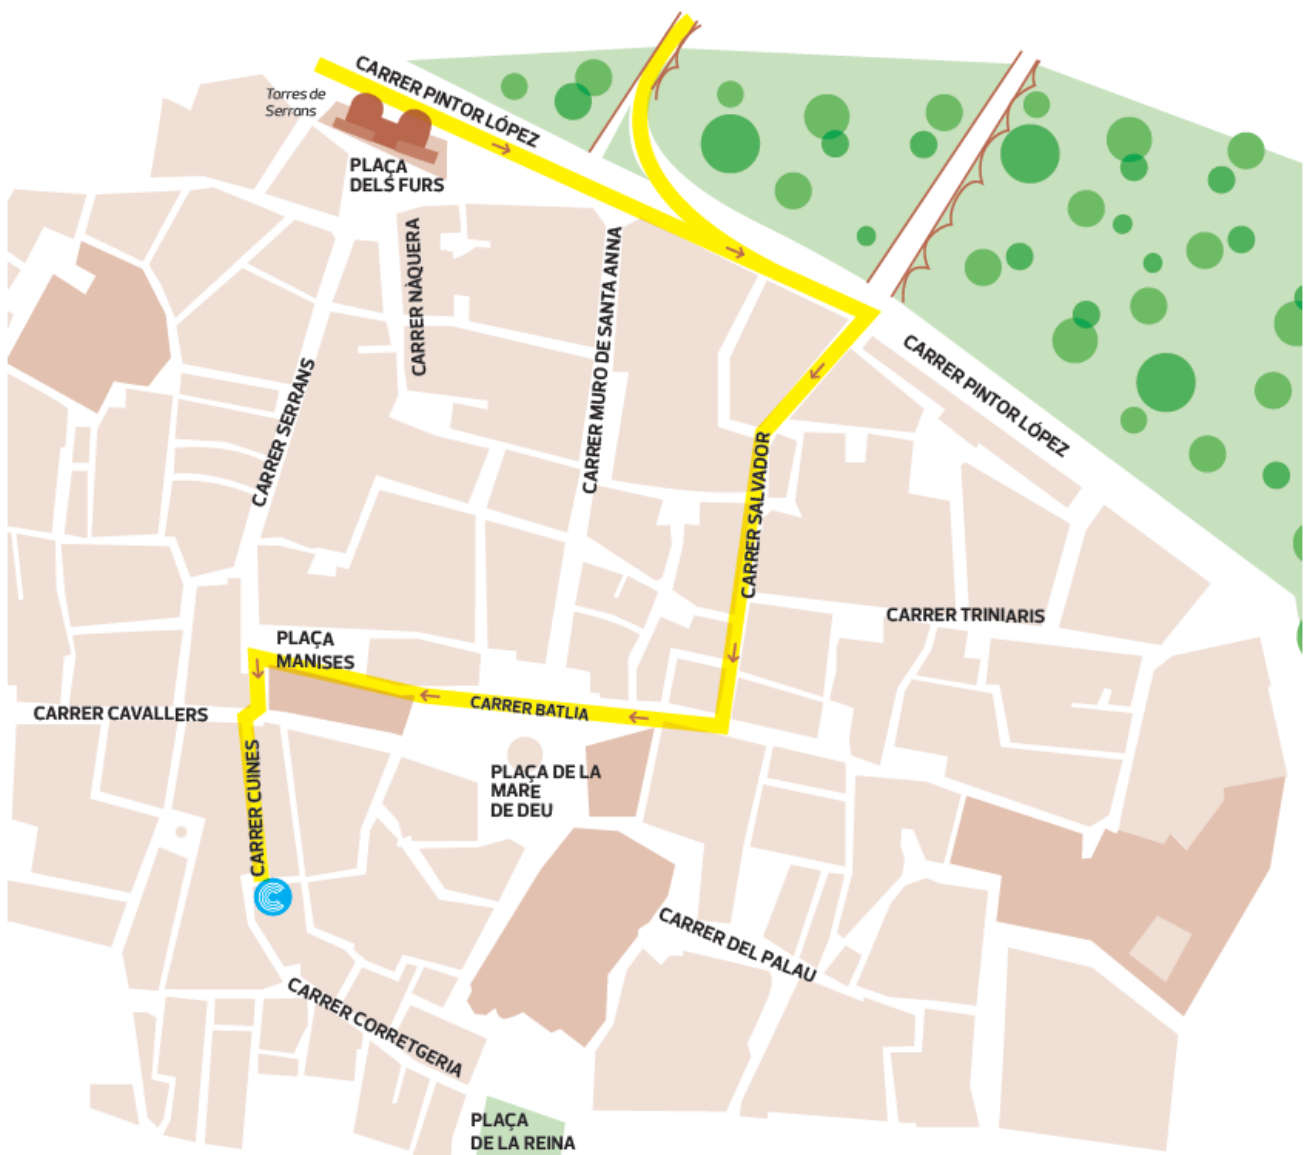 CARRER PINTOR LÓPEZ
Torres de
Serrans
PLAÇA
DELS FURS
CARRER NÀQUERA
CARRER MURO DE SANTA ANNA
CARRER SERRANS
CARRER PINTOR LÓPEZ
CARRER SALVADOR
CARRER TRINIARIS
PLAÇA
MANISES
CARRER CAVALLERS
CARRER BATLIA
CARRER CUINES
PLAÇA DE LA
MARE
DE DEU
C
CARRER DEL PALAU
CARRER CORRETGERIA
PLAÇA
DE LA REINA